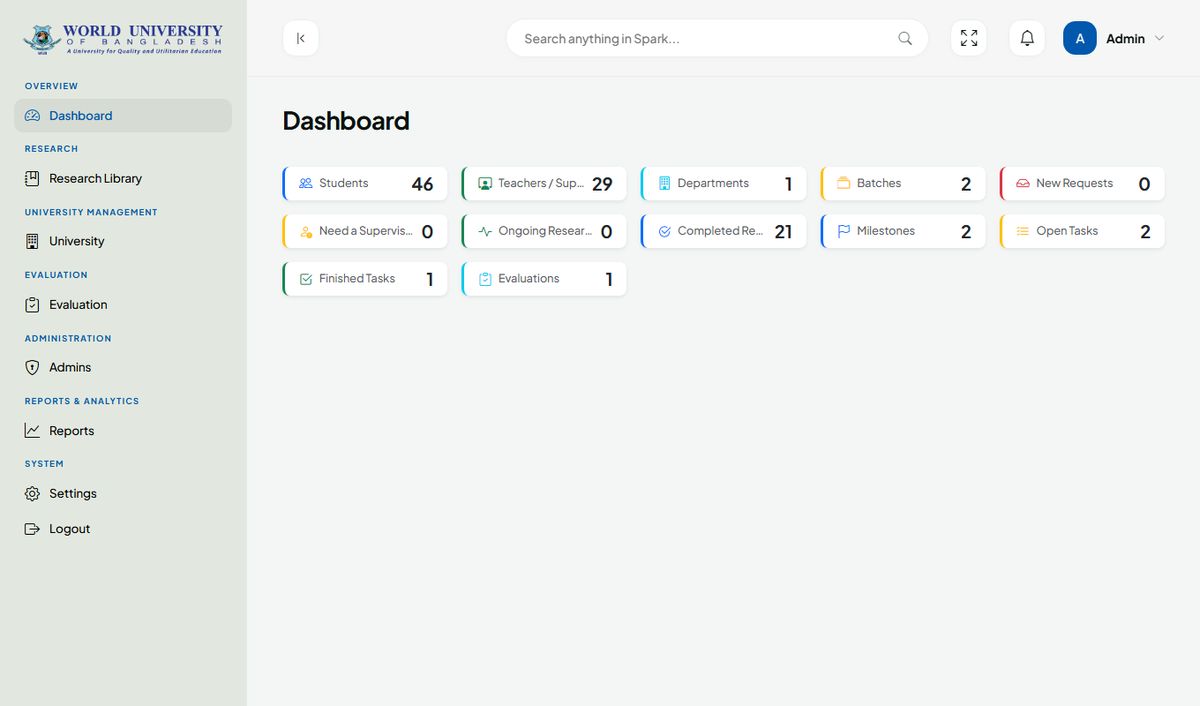 WORLD UNIVERSITY
OF BANGLADESH
A University for Quality and Utilitarian Education
OVERVIEW
Dashboard
RESEARCH
Research Library
UNIVERSITY MANAGEMENT
University
EVALUATION
Evaluation
ADMINISTRATION
Admins
REPORTS & ANALYTICS
Reports
SYSTEM
Settings
Logout
Search anything in Spark...
A Admin
Dashboard
Students 46
Teachers / Sup... 29
Departments 1
Batches 2
New Requests 0
Need a Supervis... 0
Ongoing Resear... 0
Completed Re... 21
Milestones 2
Open Tasks 2
Finished Tasks 1
Evaluations 1